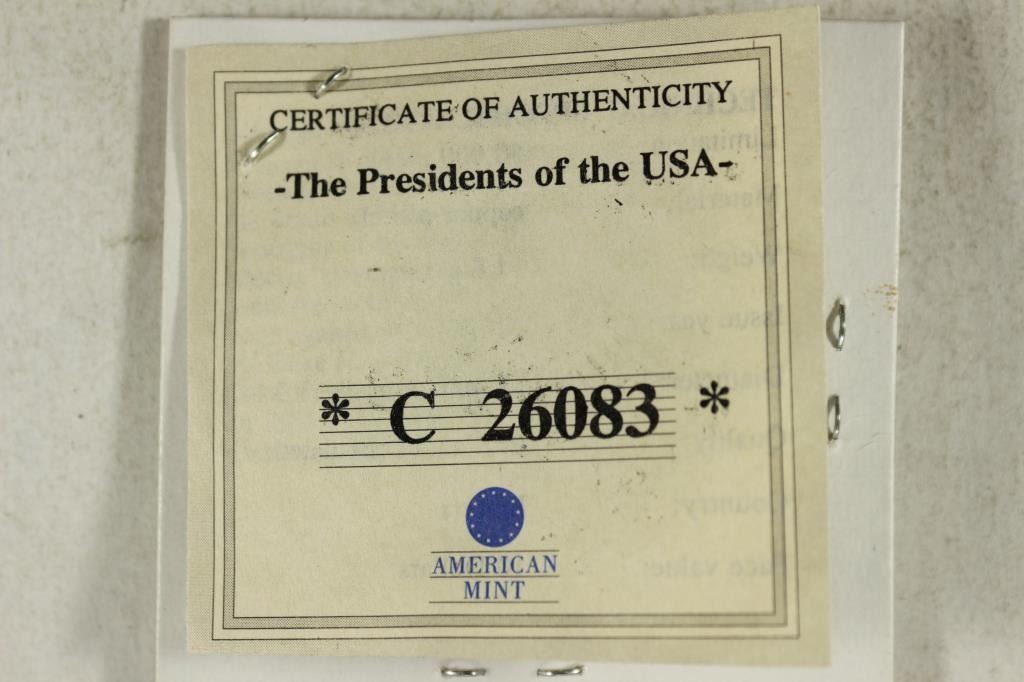 CERTIFICATE OF AUTHENTICITY
-The Presidents of the USA-
* C 26083 *
AMERICAN
MINT